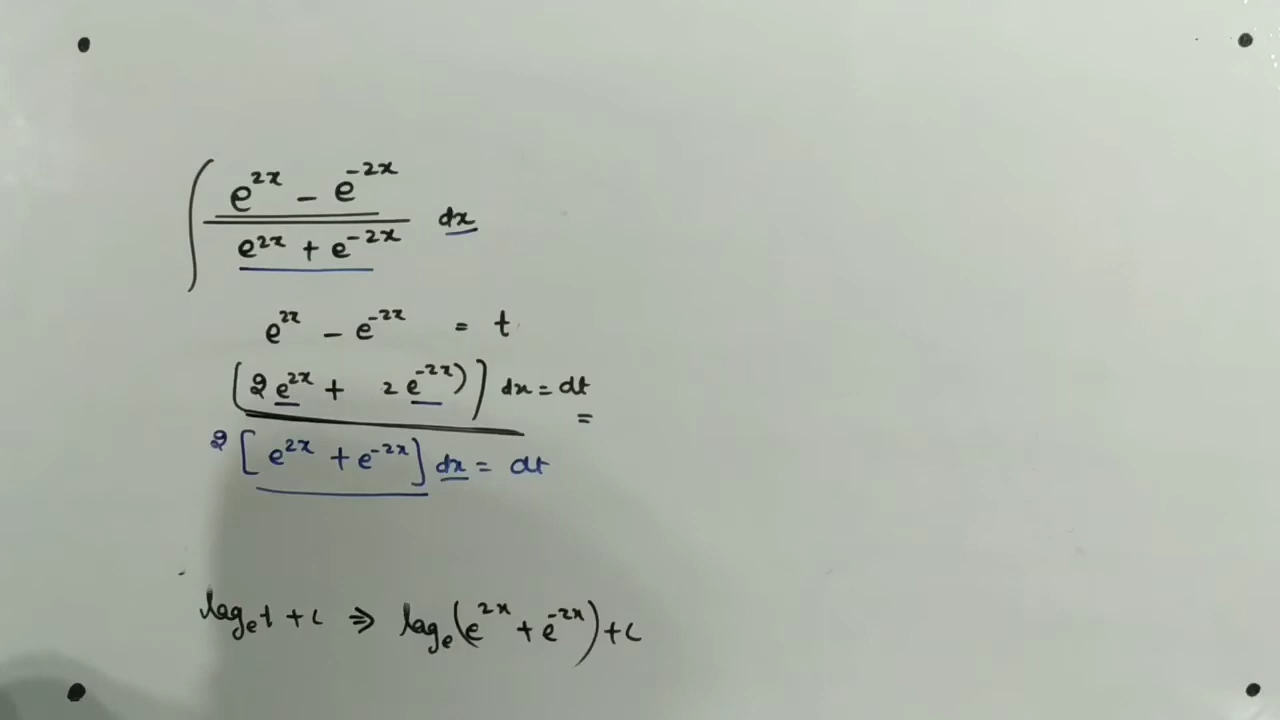 ∫ (e^{2x} - e^{-2x}) / (e^{2x} + e^{-2x}) dx
e^{2x} - e^{-2x} = t
(2e^{2x} + 2e^{-2x})) dx = dt
=
2[e^{2x} + e^{-2x}] dx = dt
log_e t + c ⇒ log_e (e^{2x} + e^{-2x}) + c